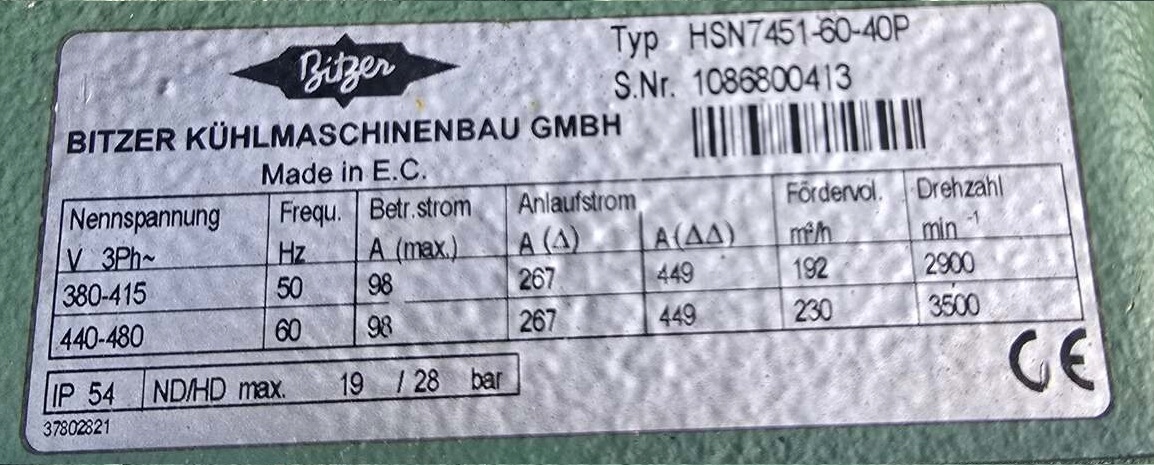 Bitzer
Typ HSN7451-60-40P
S.Nr. 1086800413
BITZER KÜHLMASCHINENBAU GMBH
Made in E.C.
Nennspannung Frequ. Betr.strom Anlaufstrom Fördervol. Drehzahl
V 3Ph~ Hz A (max.) A (Δ) A (ΔΔ) m³/h min -1
380-415 50 98 267 449 192 2900
440-480 60 98 267 449 230 3500
IP 54 ND/HD max. 19 / 28 bar
CE
37802821